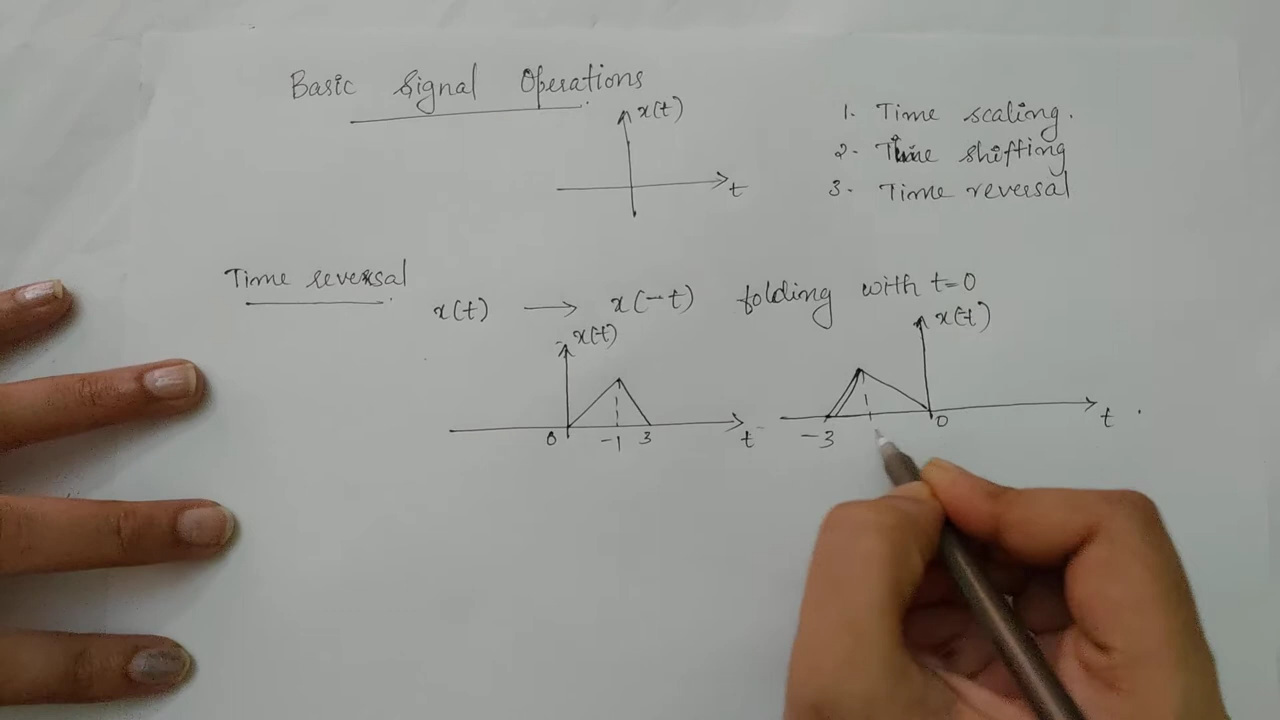 Basic Signal Operations
x(t)
t
1. Time scaling.
2. Time shifting
3. Time reversal
Time reversal
x(t) → x(-t) folding with t=0
x(t)
0 -1 3 t
x(-t)
-3 0 t